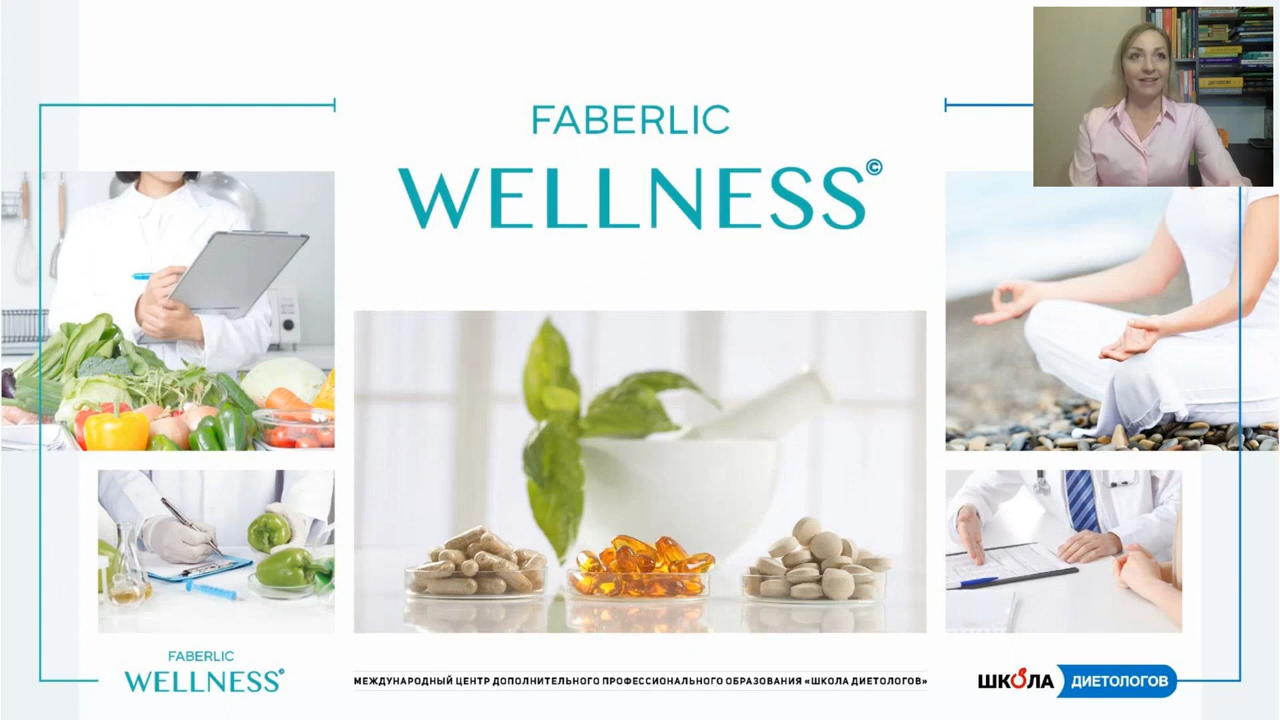 FABERLIC
WELLNESS©
FABERLIC
WELLNESS©
МЕЖДУНАРОДНЫЙ ЦЕНТР ДОПОЛНИТЕЛЬНОГО ПРОФЕССИОНАЛЬНОГО ОБРАЗОВАНИЯ «ШКОЛА ДИЕТОЛОГОВ»
ШКОЛА ДИЕТОЛОГОВ